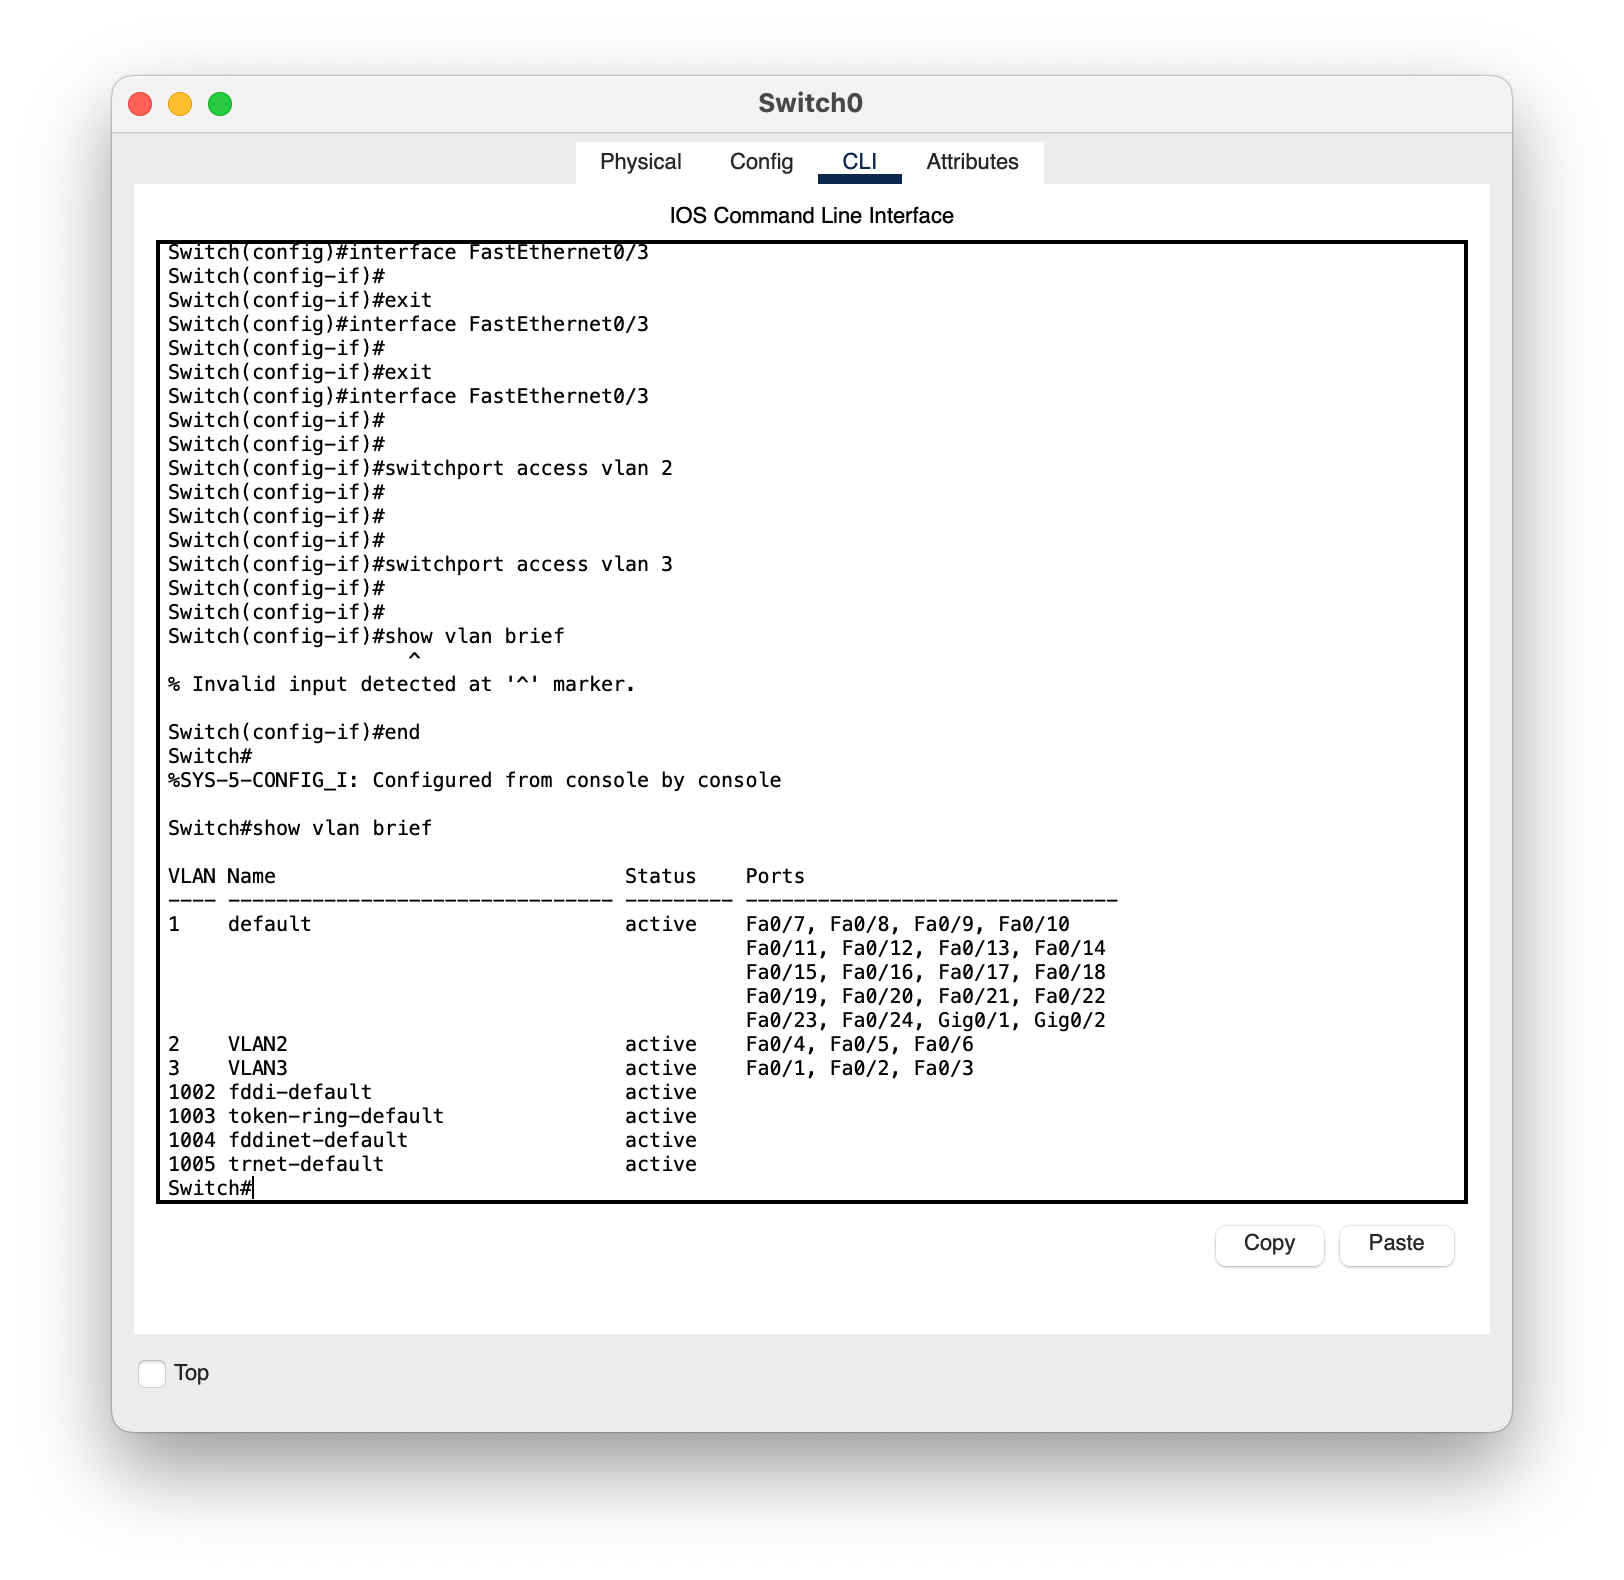 Switch0
Physical Config CLI Attributes
IOS Command Line Interface
Switch(config)#interface FastEthernet0/3
Switch(config-if)#
Switch(config-if)#exit
Switch(config)#interface FastEthernet0/3
Switch(config-if)#
Switch(config-if)#exit
Switch(config)#interface FastEthernet0/3
Switch(config-if)#
Switch(config-if)#
Switch(config-if)#switchport access vlan 2
Switch(config-if)#
Switch(config-if)#
Switch(config-if)#
Switch(config-if)#switchport access vlan 3
Switch(config-if)#
Switch(config-if)#
Switch(config-if)#show vlan brief
                    ^
% Invalid input detected at '^' marker.

Switch(config-if)#end
Switch#
%SYS-5-CONFIG_I: Configured from console by console

Switch#show vlan brief

VLAN Name                             Status    Ports
---- -------------------------------- --------- -------------------------------
1    default                          active    Fa0/7, Fa0/8, Fa0/9, Fa0/10
                                                Fa0/11, Fa0/12, Fa0/13, Fa0/14
                                                Fa0/15, Fa0/16, Fa0/17, Fa0/18
                                                Fa0/19, Fa0/20, Fa0/21, Fa0/22
                                                Fa0/23, Fa0/24, Gig0/1, Gig0/2
2    VLAN2                            active    Fa0/4, Fa0/5, Fa0/6
3    VLAN3                            active    Fa0/1, Fa0/2, Fa0/3
1002 fddi-default                     active
1003 token-ring-default               active
1004 fddinet-default                  active
1005 trnet-default                    active
Switch#
Copy Paste
Top